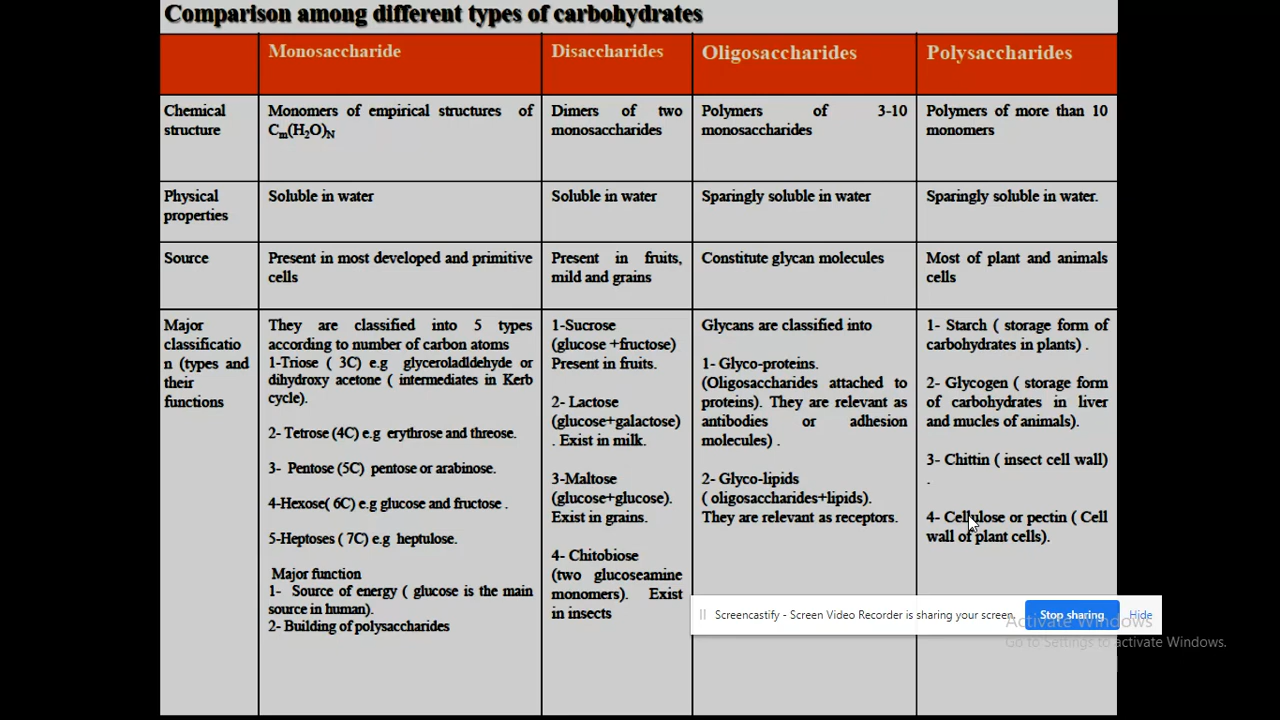 Comparison among different types of carbohydrates
Monosaccharide
Disaccharides
Oligosaccharides
Polysaccharides
Chemical
structure
Monomers of empirical structures of
Cm(H2O)N
Dimers of two
monosaccharides
Polymers of 3-10
monosaccharides
Polymers of more than 10
monomers
Physical
properties
Soluble in water
Soluble in water
Sparingly soluble in water
Sparingly soluble in water.
Source
Present in most developed and primitive
cells
Present in fruits,
mild and grains
Constitute glycan molecules
Most of plant and animals
cells
Major
classificatio
n (types and
their
functions
They are classified into 5 types
according to number of carbon atoms
1-Triose ( 3C) e.g glyceroladldehyde or
dihydroxy acetone ( intermediates in Kerb
cycle).
2- Tetrose (4C) e.g erythrose and threose.
3- Pentose (5C) pentose or arabinose.
4-Hexose( 6C) e.g glucose and fructose .
5-Heptoses ( 7C) e.g heptulose.
Major function
1- Source of energy ( glucose is the main
source in human).
2- Building of polysaccharides
1-Sucrose
(glucose +fructose)
Present in fruits.
2- Lactose
(glucose+galactose)
. Exist in milk.
3-Maltose
(glucose+glucose).
Exist in grains.
4- Chitobiose
(two glucoseamine
monomers). Exist
in insects
Glycans are classified into
1- Glyco-proteins.
(Oligosaccharides attached to
proteins). They are relevant as
antibodies or adhesion
molecules) .
2- Glyco-lipids
( oligosaccharides+lipids).
They are relevant as receptors.
1- Starch ( storage form of
carbohydrates in plants) .
2- Glycogen ( storage form
of carbohydrates in liver
and mucles of animals).
3- Chittin ( insect cell wall)
.
4- Cellulose or pectin ( Cell
wall of plant cells).
Screencastify - Screen Video Recorder is sharing your screen.
Stop sharing
Hide
Activate Windows
Go to Settings to activate Windows.